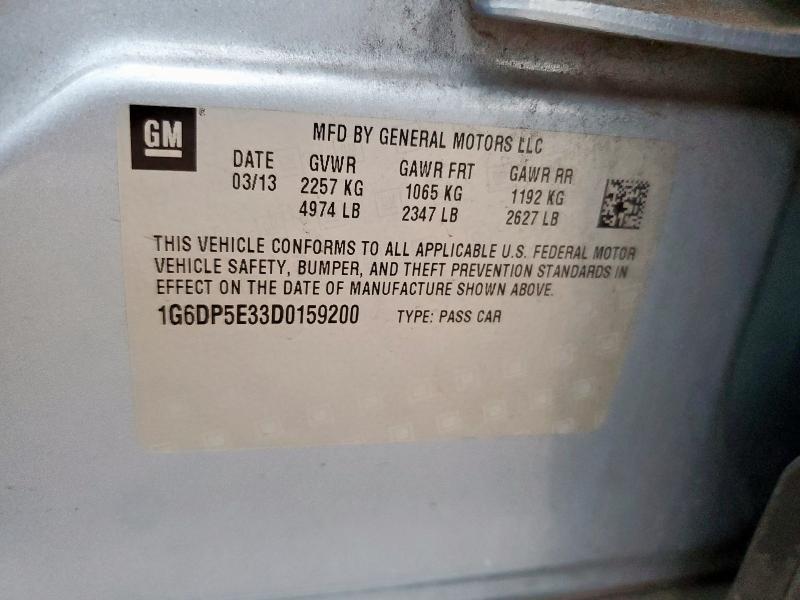 GM
MFD BY GENERAL MOTORS LLC
DATE GVWR GAWR FRT GAWR RR
03/13 2257 KG 1065 KG 1192 KG
4974 LB 2347 LB 2627 LB
THIS VEHICLE CONFORMS TO ALL APPLICABLE U.S. FEDERAL MOTOR
VEHICLE SAFETY, BUMPER, AND THEFT PREVENTION STANDARDS IN
EFFECT ON THE DATE OF MANUFACTURE SHOWN ABOVE.
1G6DP5E33D0159200 TYPE: PASS CAR